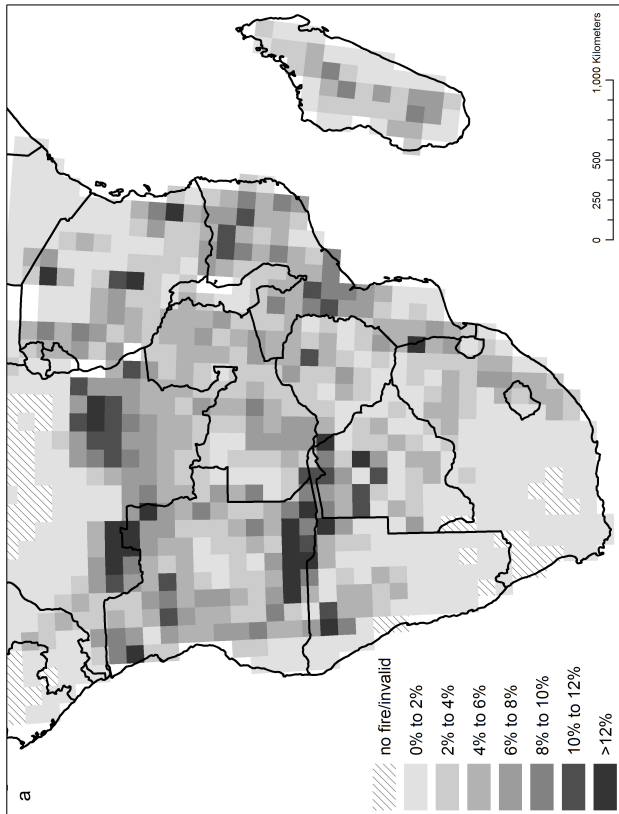 a
no fire/invalid
0% to 2%
2% to 4%
4% to 6%
6% to 8%
8% to 10%
10% to 12%
>12%
0 250 500 1,000 Kilometers